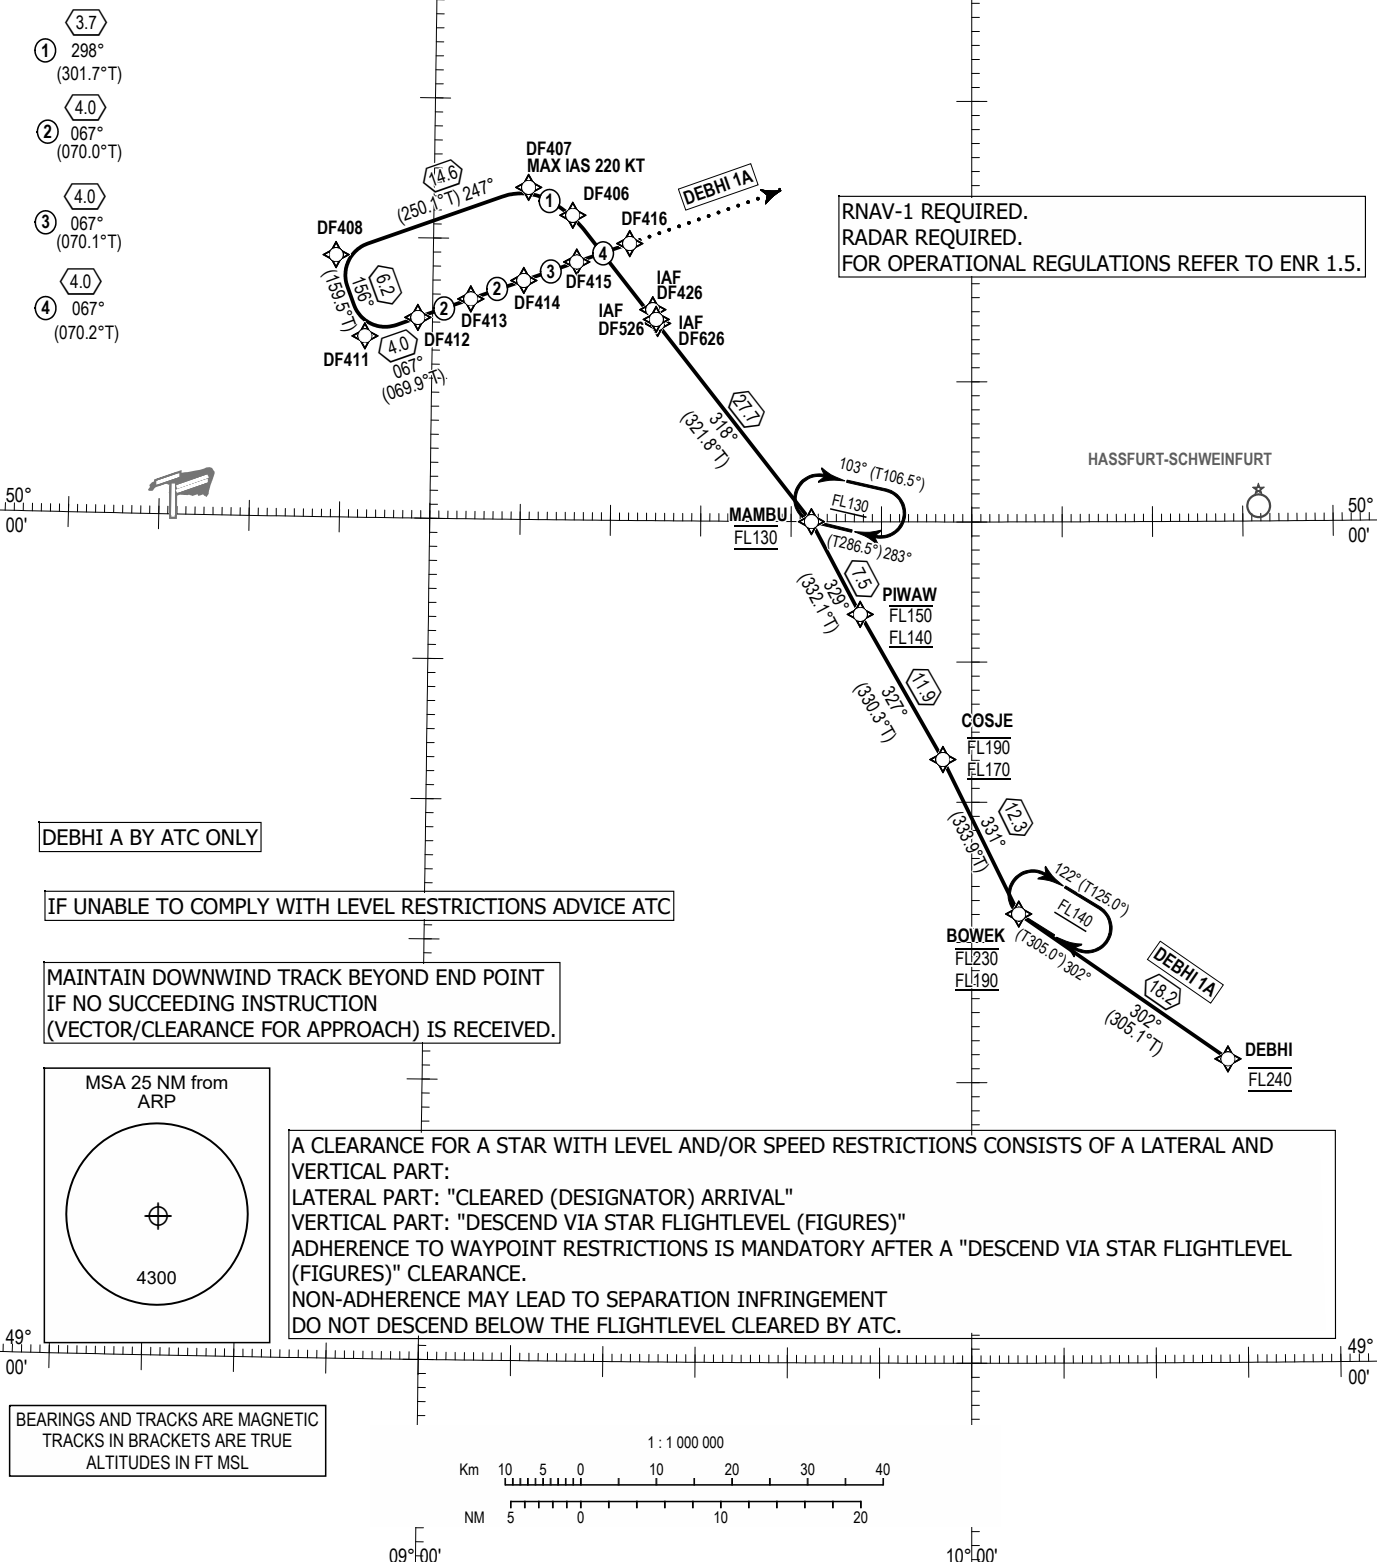 3.7
1 298°
(301.7°T)
4.0
2 067°
(070.0°T)
4.0
3 067°
(070.1°T)
4.0
4 067°
(070.2°T)
DF407
MAX IAS 220 KT
14.6
(250.1°T) 247°
1
DF406
DEBHI 1A
DF408
DF416
4
6.2
156°
(159.5°T)
3
DF415
2
DF414
2
DF413
DF412
DF411
4.0
067°
(069.9°T)
IAF
DF426
IAF
DF526
IAF
DF626
RNAV-1 REQUIRED.
RADAR REQUIRED.
FOR OPERATIONAL REGULATIONS REFER TO ENR 1.5.
27.7
318°
(321.8°T)
HASSFURT-SCHWEINFURT
103° (T106.5°)
FL130
(T286.5°) 283°
50°
00'
50°
00'
MAMBU
FL130
7.5
329°
(332.1°T)
PIWAW
FL150
FL140
11.9
327°
(330.3°T)
COSJE
FL190
FL170
12.3
331°
(333.9°T)
DEBHI A BY ATC ONLY
IF UNABLE TO COMPLY WITH LEVEL RESTRICTIONS ADVICE ATC
122° (T125.0°)
FL140
(T305.0°) 302°
BOWEK
FL230
FL190
DEBHI 1A
18.2
302°
(305.1°T)
DEBHI
FL240
MAINTAIN DOWNWIND TRACK BEYOND END POINT
IF NO SUCCEEDING INSTRUCTION
(VECTOR/CLEARANCE FOR APPROACH) IS RECEIVED.
MSA 25 NM from
ARP
4300
A CLEARANCE FOR A STAR WITH LEVEL AND/OR SPEED RESTRICTIONS CONSISTS OF A LATERAL AND
VERTICAL PART:
LATERAL PART: "CLEARED (DESIGNATOR) ARRIVAL"
VERTICAL PART: "DESCEND VIA STAR FLIGHTLEVEL (FIGURES)"
ADHERENCE TO WAYPOINT RESTRICTIONS IS MANDATORY AFTER A "DESCEND VIA STAR FLIGHTLEVEL
(FIGURES)" CLEARANCE.
NON-ADHERENCE MAY LEAD TO SEPARATION INFRINGEMENT
DO NOT DESCEND BELOW THE FLIGHTLEVEL CLEARED BY ATC.
49°
00'
49°
00'
BEARINGS AND TRACKS ARE MAGNETIC
TRACKS IN BRACKETS ARE TRUE
ALTITUDES IN FT MSL
1 : 1 000 000
Km 10 5 0 10 20 30 40
NM 5 0 10 20
09°00'
10°00'